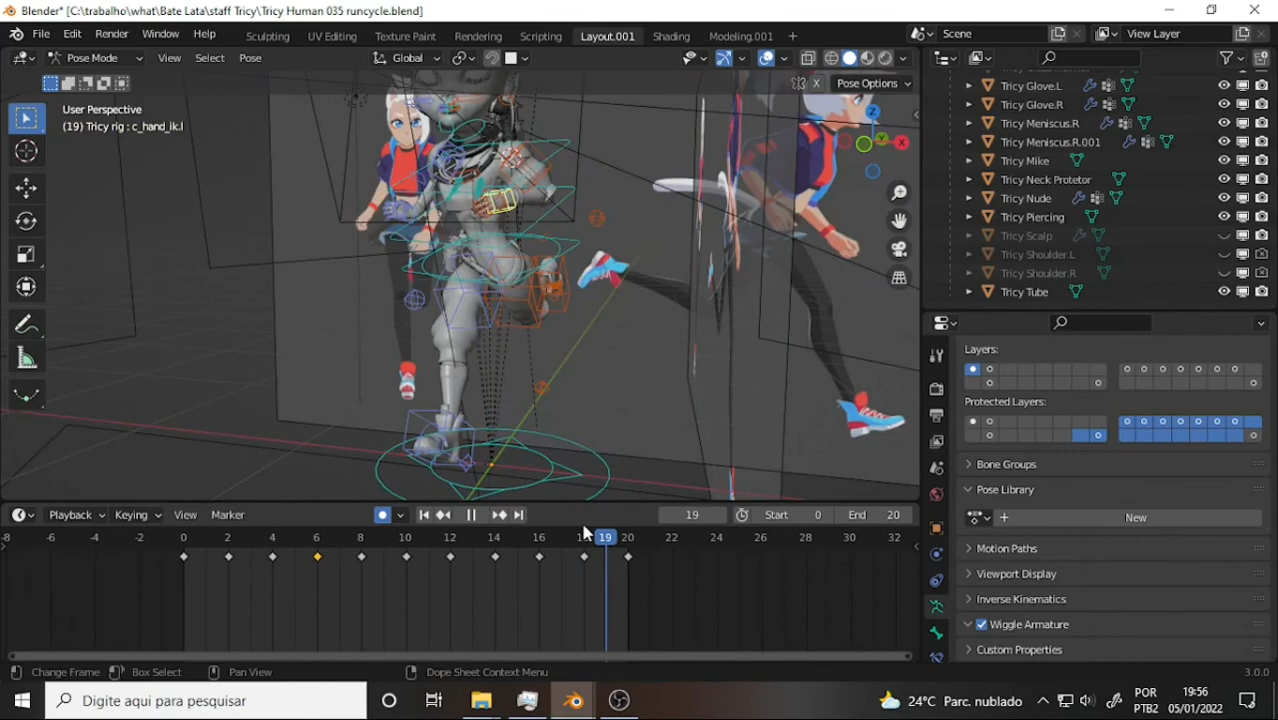 Blender* [C:\trabalho\what\Bate Lata\staff Tricy\Tricy Human 035 runcycle.blend]
File Edit Render Window Help Sculpting UV Editing Texture Paint Rendering Scripting Layout.001 Shading Modeling.001 + Scene View Layer
Pose Mode View Select Pose Global
X Pose Options
User Perspective
(19) Tricy rig : c_hand_ik.l
Z
Y
X
Tricy Glove.L
Tricy Glove.R
Tricy Meniscus.R
Tricy Meniscus.R.001
Tricy Mike
Tricy Neck Protetor
Tricy Nude
Tricy Piercing
Tricy Scalp
Tricy Shoulder.L
Tricy Shoulder.R
Tricy Tube
Layers:
Protected Layers:
Bone Groups
Pose Library
+ New
Motion Paths
Viewport Display
Inverse Kinematics
Wiggle Armature
Custom Properties
Playback Keying View Marker 19 Start 0 End 20
-8 -6 -4 -2 0 2 4 6 8 10 12 14 16 18 19 20 22 24 26 28 30 32
Change Frame Box Select Pan View Dope Sheet Context Menu 3.0.0
Digite aqui para pesquisar
24°C Parc. nublado
POR
PTB2
19:56
05/01/2022